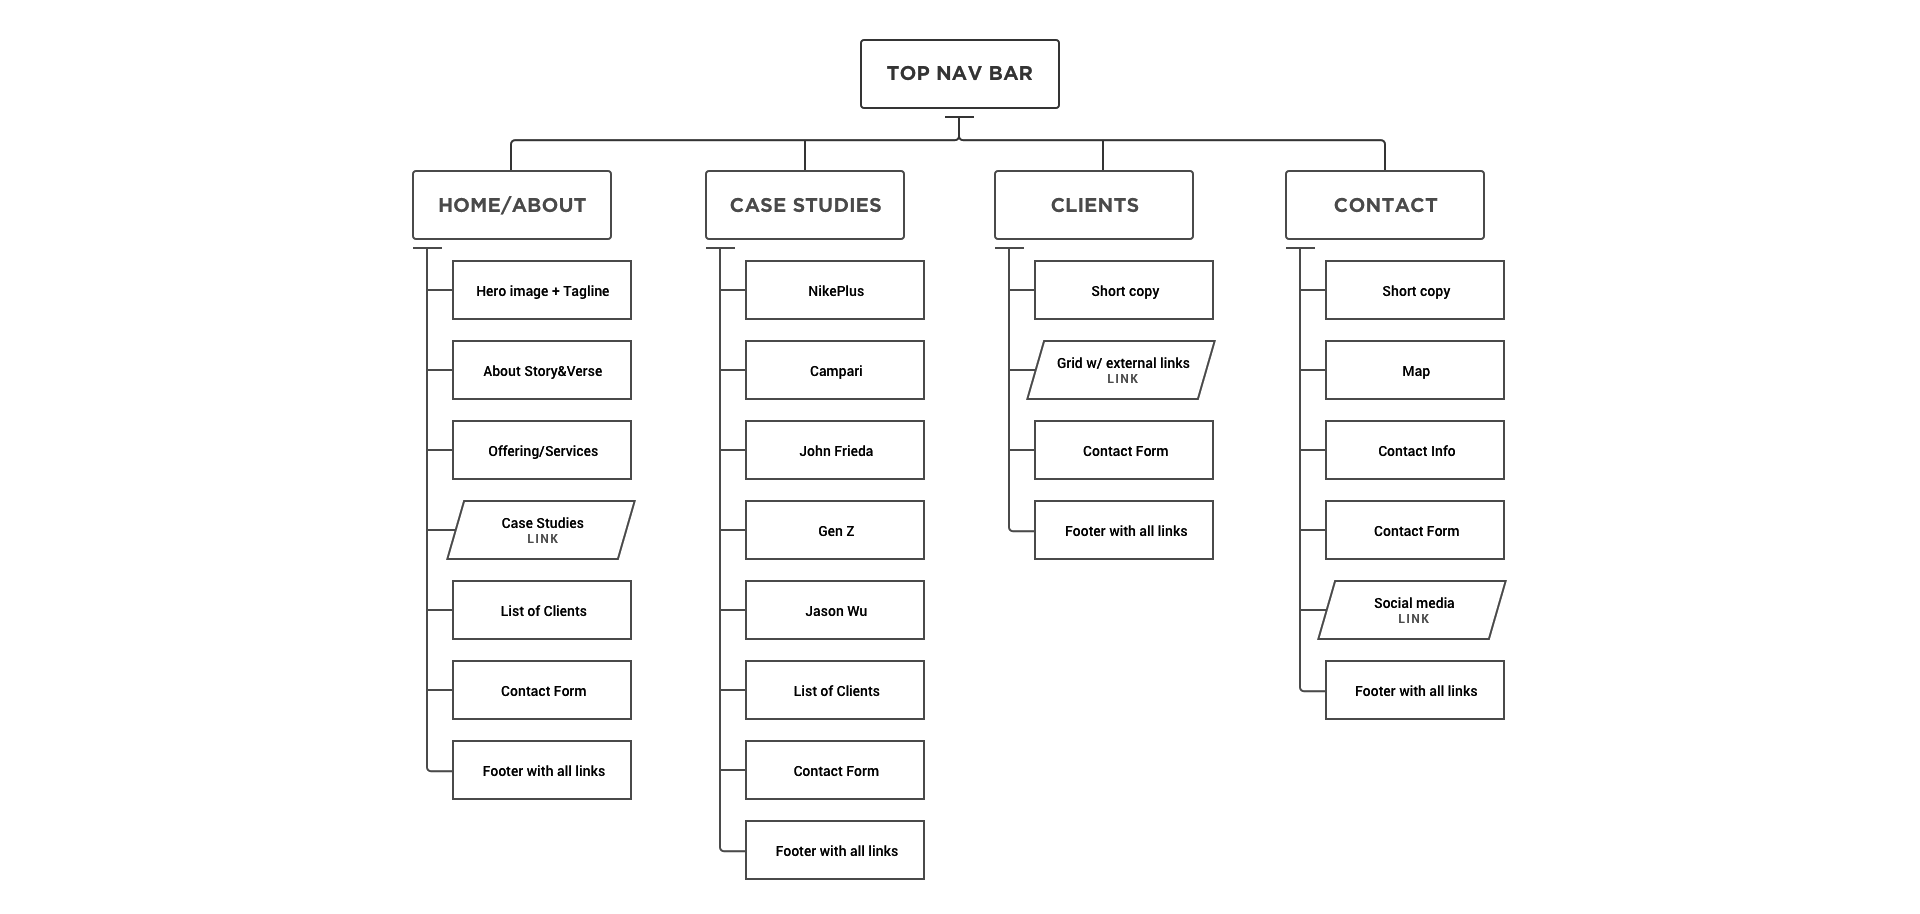 TOP NAV BAR
HOME/ABOUT
Hero image + Tagline
About Story&Verse
Offering/Services
Case Studies
LINK
List of Clients
Contact Form
Footer with all links
CASE STUDIES
NikePlus
Campari
John Frieda
Gen Z
Jason Wu
List of Clients
Contact Form
Footer with all links
CLIENTS
Short copy
Grid w/ external links
LINK
Contact Form
Footer with all links
CONTACT
Short copy
Map
Contact Info
Contact Form
Social media
LINK
Footer with all links